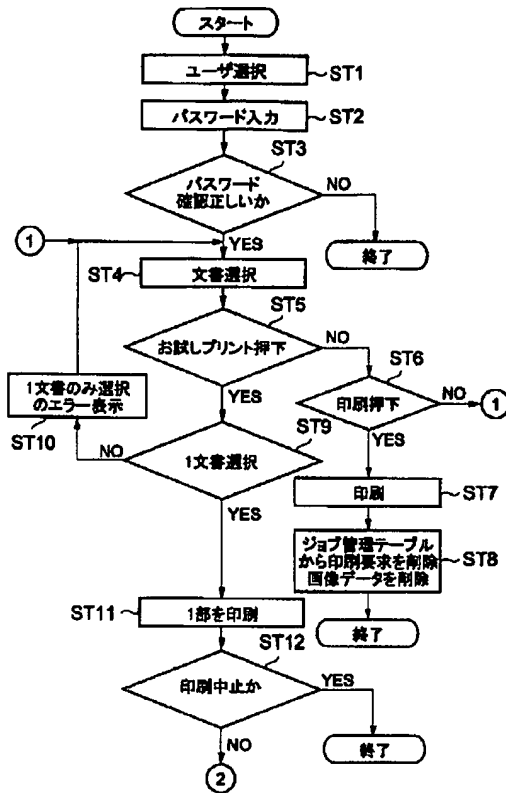 スタート
ユーザ選択
ST1
パスワード入力
ST2
ST3
パスワード
確認正しいか
NO
YES
終了
1
ST4
文書選択
ST5
お試しプリント押下
NO
YES
ST6
印刷押下
NO
1
YES
1文書のみ選択
のエラー表示
ST10
NO
ST9
1文書選択
YES
印刷
ST7
ジョブ管理テーブル
から印刷要求を削除
画像データを削除
ST8
終了
ST11
1部を印刷
ST12
印刷中止か
YES
終了
NO
2